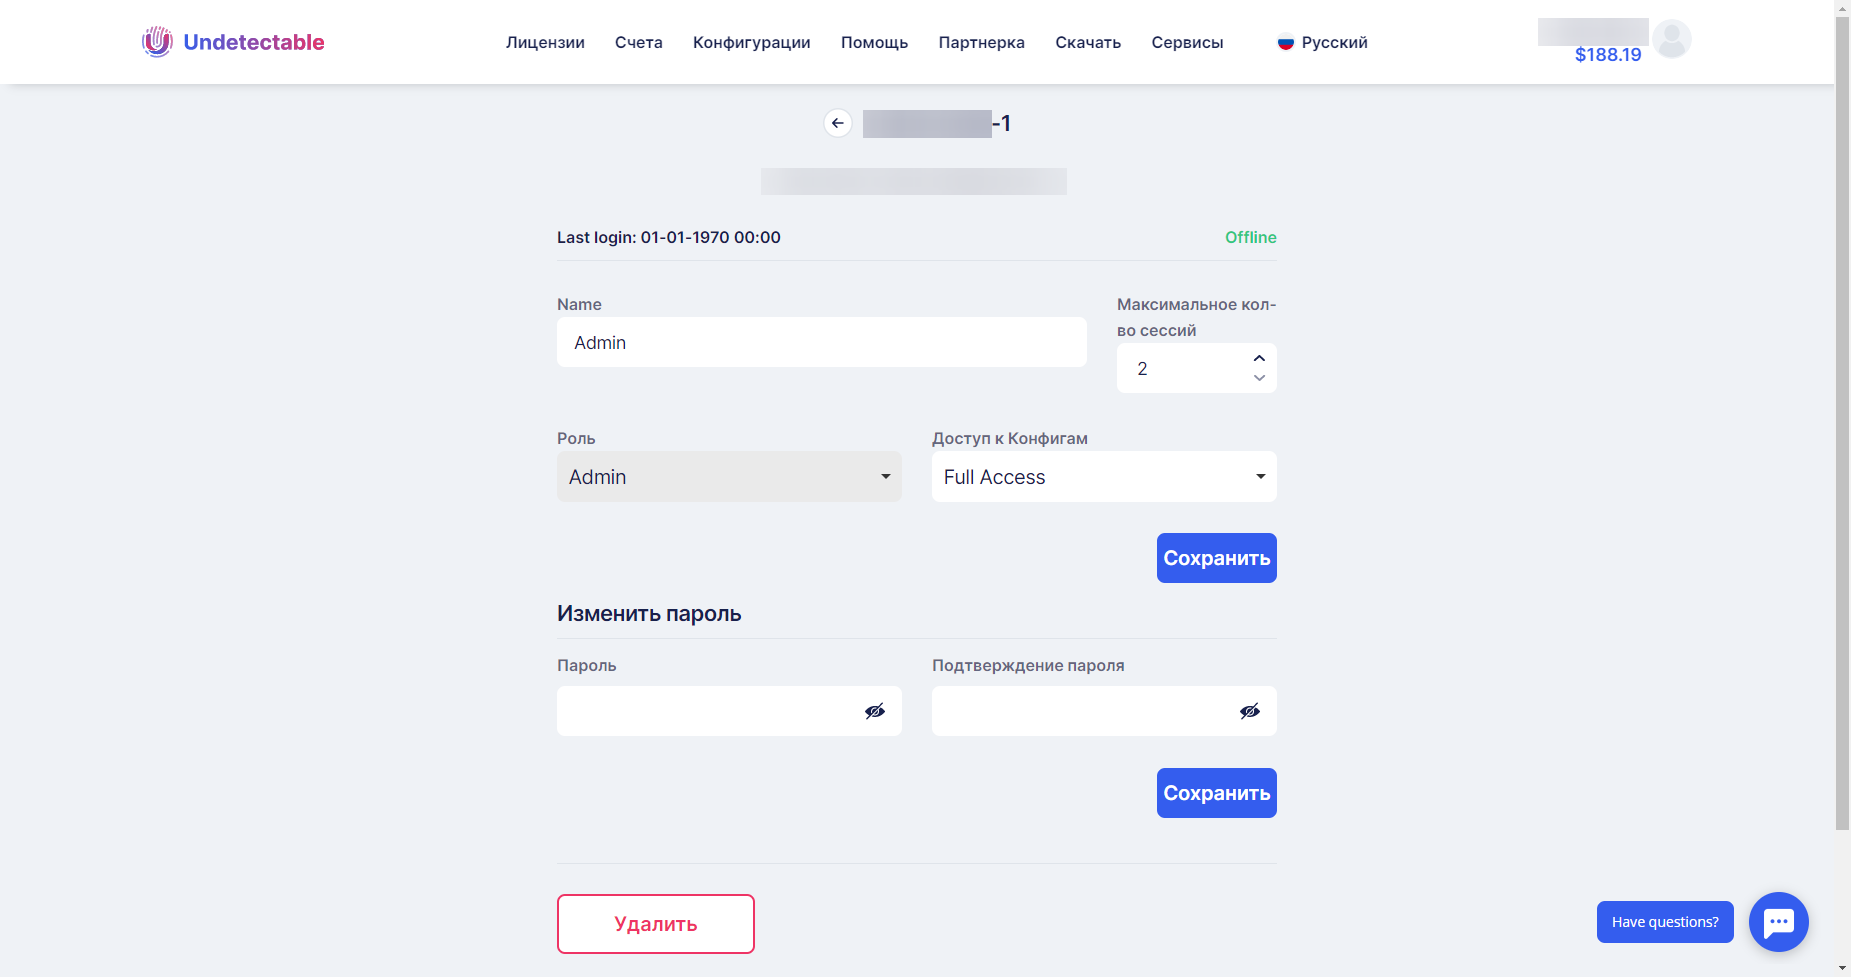 Undetectable
Лицензии Счета Конфигурации Помощь Партнерка Скачать Сервисы Русский
$188.19
-1
Last login: 01-01-1970 00:00 Offline
Name
Admin
Максимальное кол-
во сессий
2
Роль
Admin
Доступ к Конфигам
Full Access
Сохранить
Изменить пароль
Пароль
Подтверждение пароля
Сохранить
Удалить
Have questions?